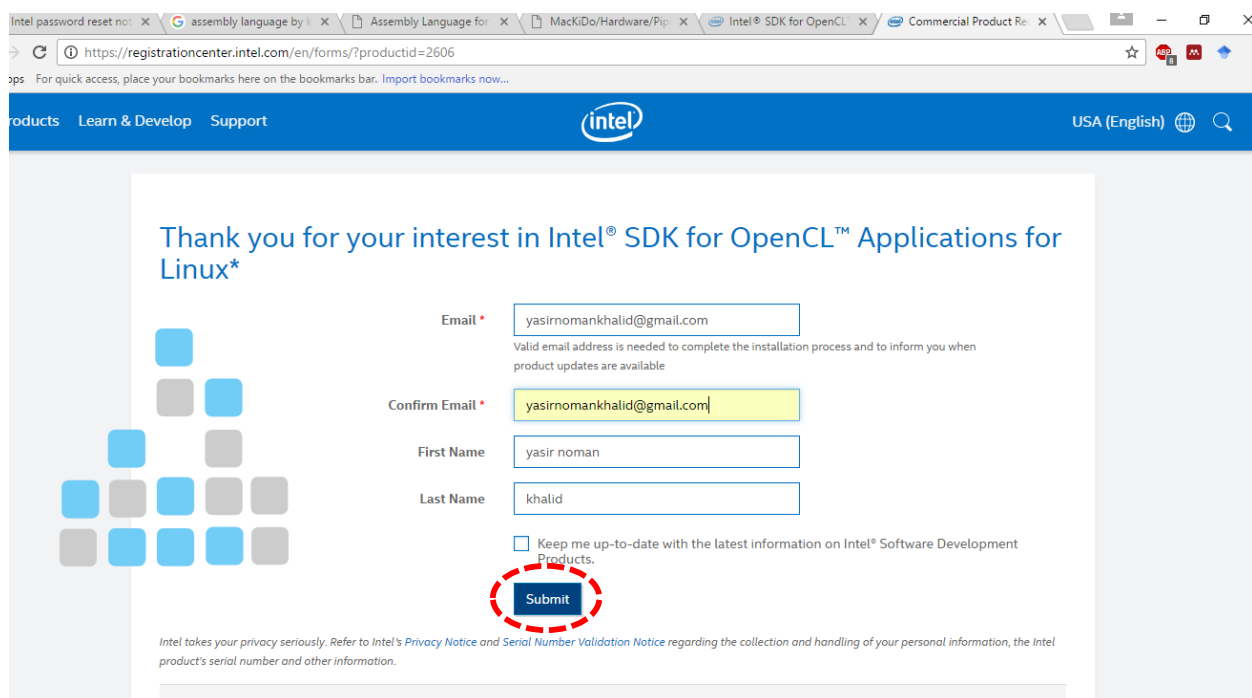 Intel password reset not
assembly language by k
Assembly Language for
MacKiDo/Hardware/Pip
Intel® SDK for OpenCL™
Commercial Product Re
https://registrationcenter.intel.com/en/forms/?productid=2606
ABP
8
pps For quick access, place your bookmarks here on the bookmarks bar. Import bookmarks now...
roducts Learn & Develop Support
intel
USA (English)
Thank you for your interest in Intel® SDK for OpenCL™ Applications for
Linux*
Email *
yasirnomankhalid@gmail.com
Valid email address is needed to complete the installation process and to inform you when
product updates are available
Confirm Email *
yasirnomankhalid@gmail.com
First Name
yasir noman
Last Name
khalid
Keep me up-to-date with the latest information on Intel® Software Development
Products.
Submit
Intel takes your privacy seriously. Refer to Intel's Privacy Notice and Serial Number Validation Notice regarding the collection and handling of your personal information, the Intel
product's serial number and other information.